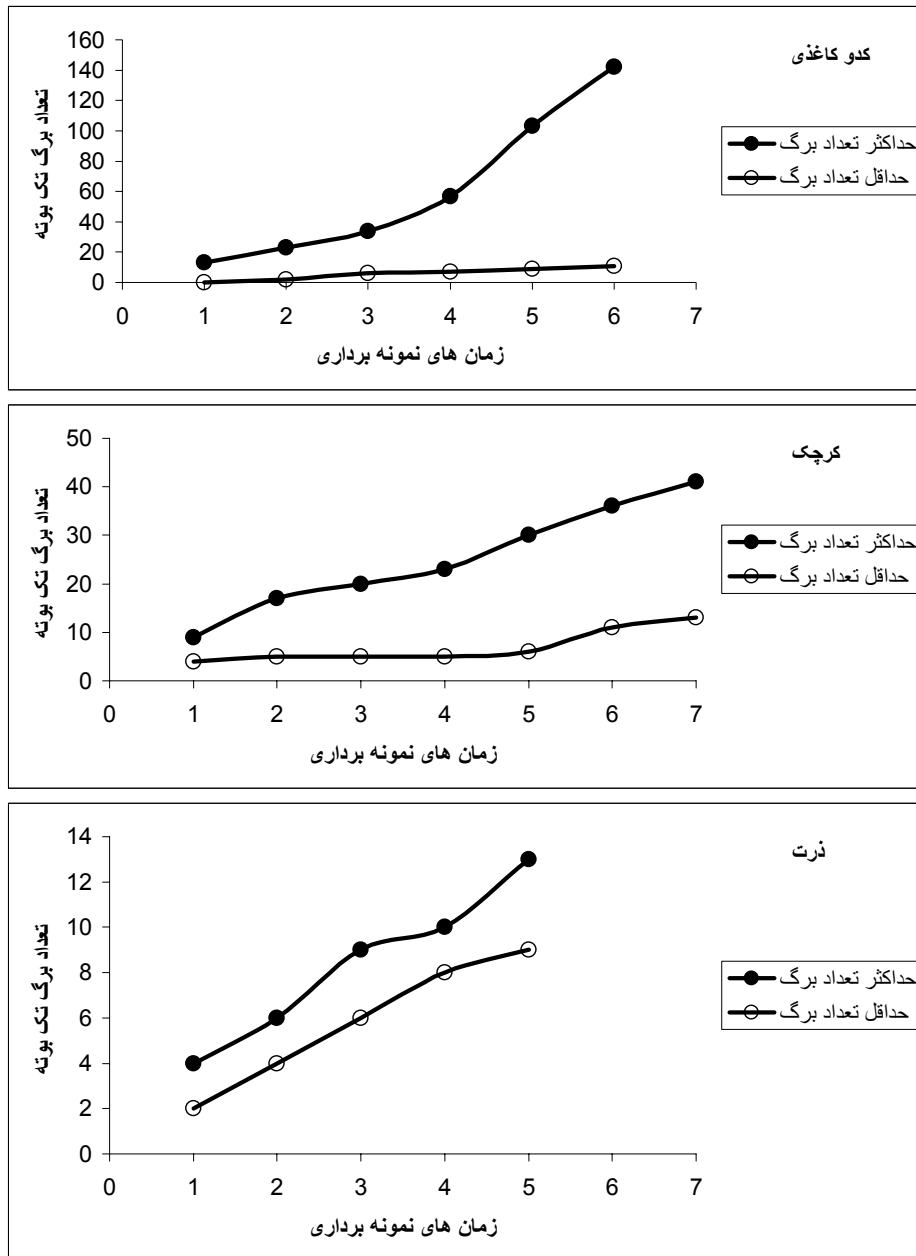 کدو کاغذی
تعداد برگ تک بوته
160
140
120
100
80
60
40
20
0
0 1 2 3 4 5 6 7
زمان های نمونه برداری
حداکثر تعداد برگ
حداقل تعداد برگ
کرچک
تعداد برگ تک بوته
50
40
30
20
10
0
0 1 2 3 4 5 6 7
زمان های نمونه برداری
حداکثر تعداد برگ
حداقل تعداد برگ
ذرت
تعداد برگ تک بوته
14
12
10
8
6
4
2
0
0 1 2 3 4 5 6 7
زمان های نمونه برداری
حداکثر تعداد برگ
حداقل تعداد برگ